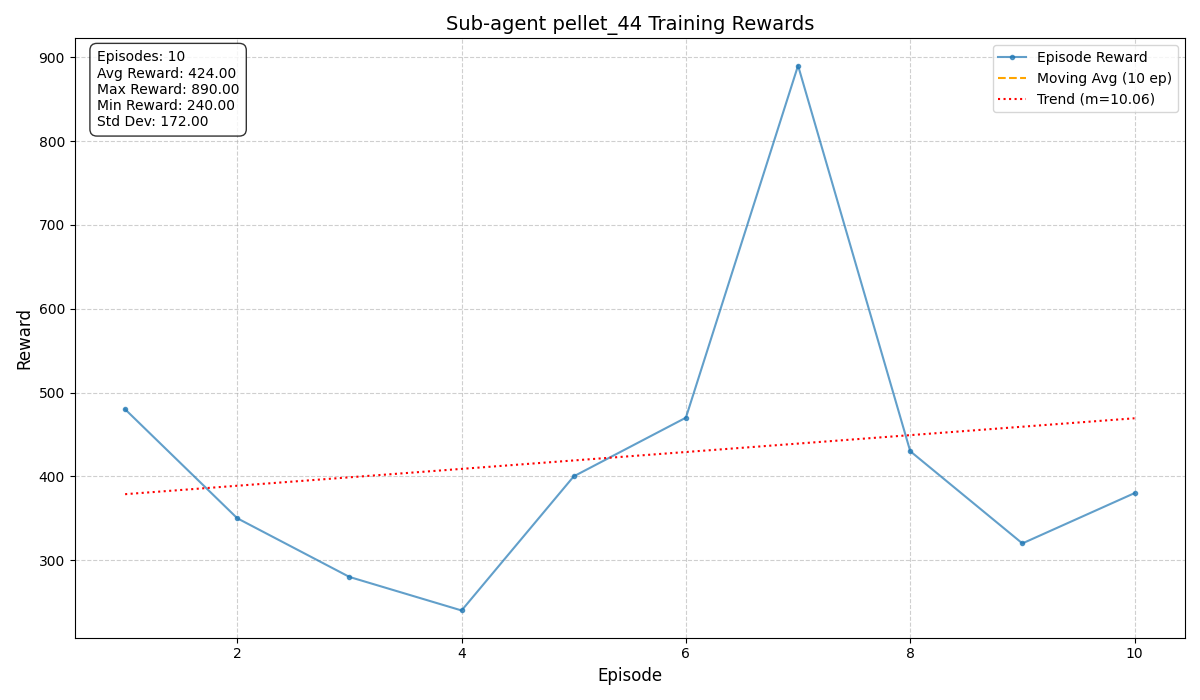 Sub-agent pellet_44 Training Rewards
Episodes: 10
Avg Reward: 424.00
Max Reward: 890.00
Min Reward: 240.00
Std Dev: 172.00
Episode Reward
Moving Avg (10 ep)
Trend (m=10.06)
Reward
900
800
700
600
500
400
300
2
4
6
8
10
Episode